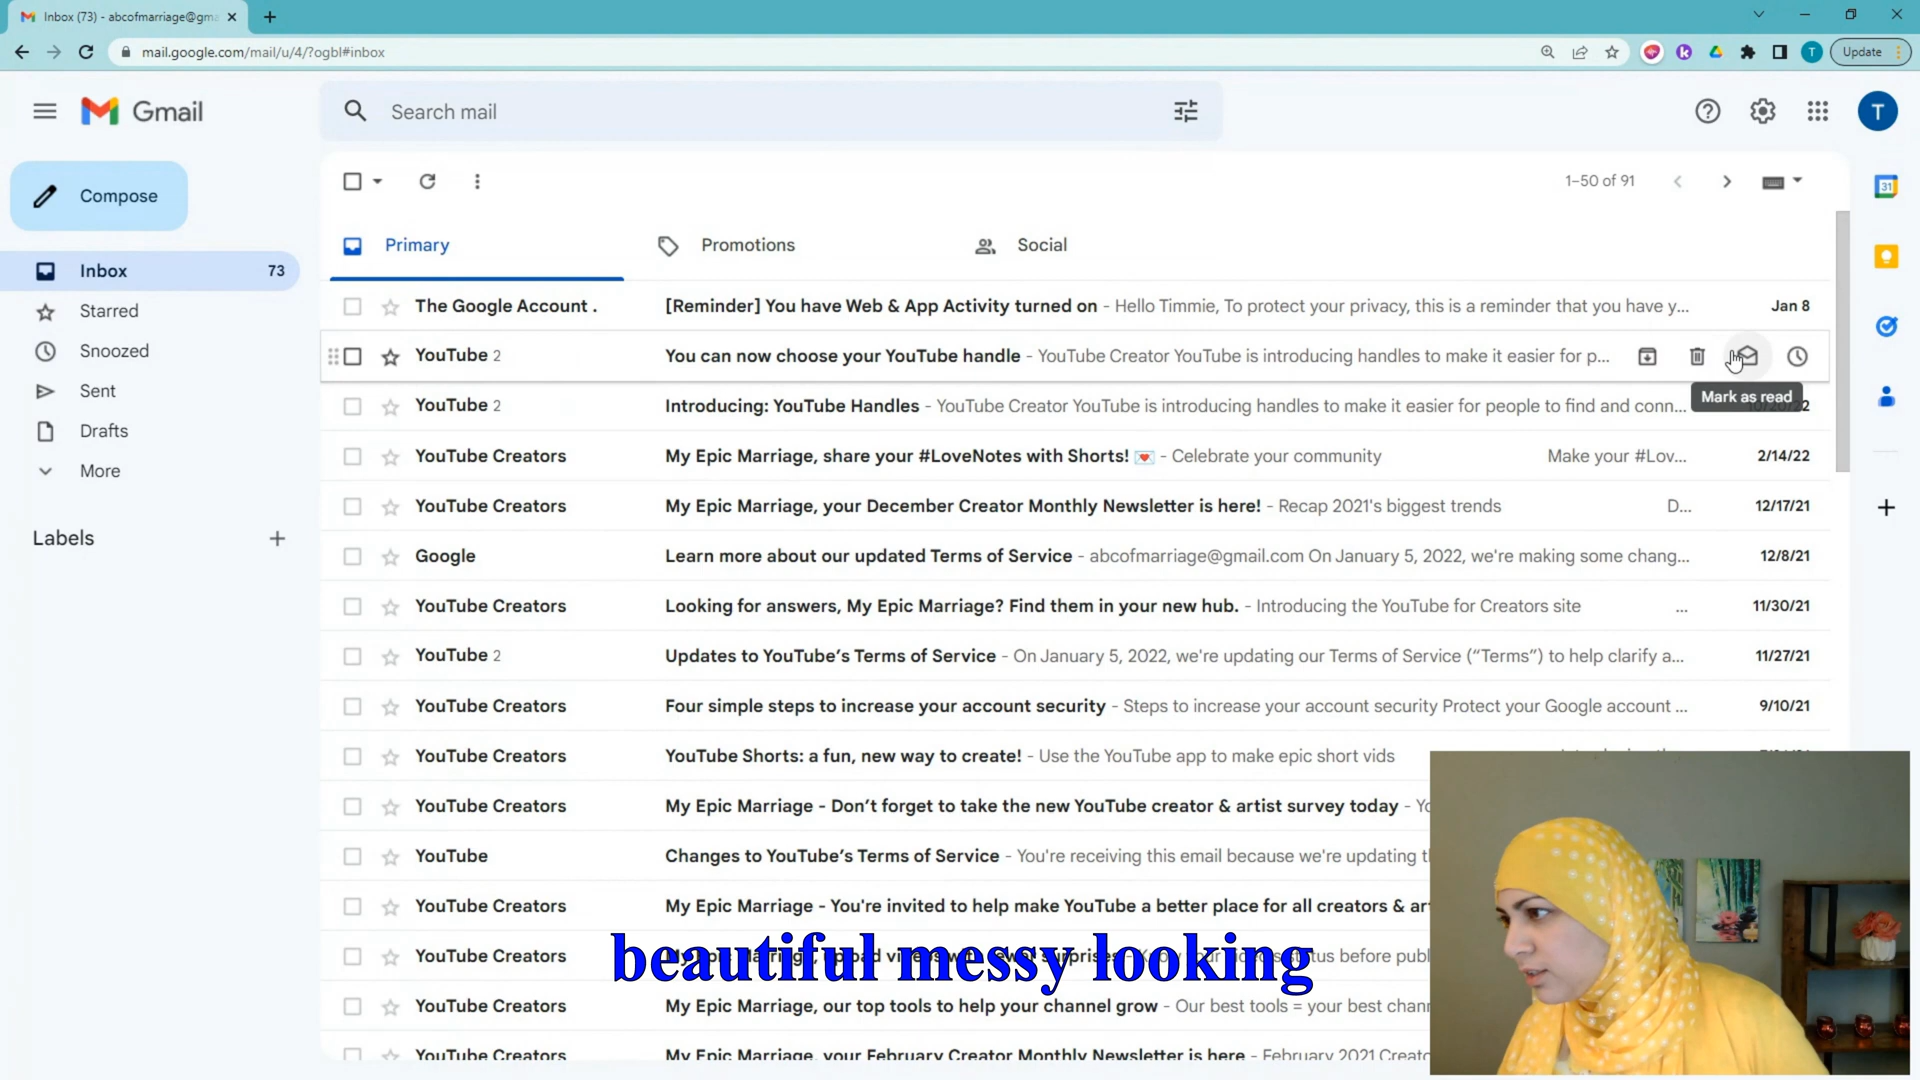 Inbox (73) - abcofmarriage@gma
mail.google.com/mail/u/4/?ogbl#inbox
T
Update
Gmail
Search mail
T
Compose
1–50 of 91
31
Primary
Promotions
Social
Inbox 73
Starred
Snoozed
Sent
Drafts
More
Labels
The Google Account . [Reminder] You have Web & App Activity turned on - Hello Timmie, To protect your privacy, this is a reminder that you have y... Jan 8
YouTube 2 You can now choose your YouTube handle - YouTube Creator YouTube is introducing handles to make it easier for p...
Mark as read
YouTube 2 Introducing: YouTube Handles - YouTube Creator YouTube is introducing handles to make it easier for people to find and conn...
YouTube Creators My Epic Marriage, share your #LoveNotes with Shorts! 💌 - Celebrate your community Make your #Lov... 2/14/22
YouTube Creators My Epic Marriage, your December Creator Monthly Newsletter is here! - Recap 2021's biggest trends D... 12/17/21
Google Learn more about our updated Terms of Service - abcofmarriage@gmail.com On January 5, 2022, we're making some chang... 12/8/21
YouTube Creators Looking for answers, My Epic Marriage? Find them in your new hub. - Introducing the YouTube for Creators site ... 11/30/21
YouTube 2 Updates to YouTube's Terms of Service - On January 5, 2022, we're updating our Terms of Service (“Terms”) to help clarify a... 11/27/21
YouTube Creators Four simple steps to increase your account security - Steps to increase your account security Protect your Google account ... 9/10/21
YouTube Creators YouTube Shorts: a fun, new way to create! - Use the YouTube app to make epic short vids
YouTube Creators My Epic Marriage - Don't forget to take the new YouTube creator & artist survey today
YouTube Changes to YouTube's Terms of Service - You're receiving this email because we're updating
YouTube Creators My Epic Marriage - You're invited to help make YouTube a better place for all creators &
beautiful messy looking
YouTube Creators before
YouTube Creators My Epic Marriage, our top tools to help your channel grow - Our best tools = your best
YouTube Creators My Epic Marriage, your February Creator Monthly Newsletter is here - February 2021